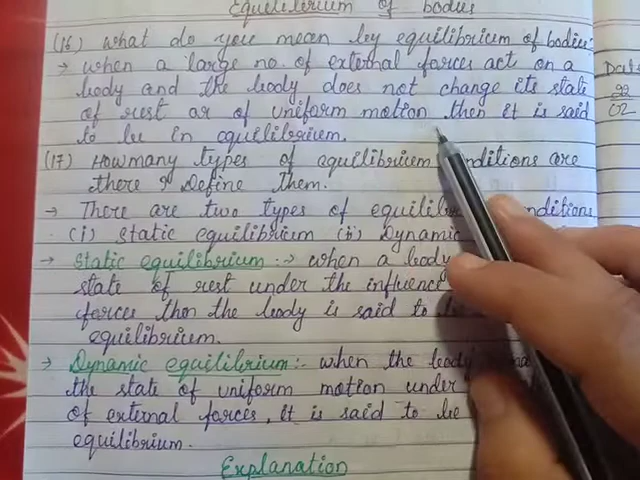 Equilibrium of bodies
(16) What do you mean by equilibrium of bodies?
→ when a large no. of external forces act on a
body and the body does not change its state
of rest or of uniform motion then it is said
to be in equilibrium.
(17) How many types of equilibrium conditions are
there ? Define them.
→ There are two types of equilibrium conditions
(i) Static equilibrium (ii) Dynamic
→ Static equilibrium :→ when a body
state of rest under the influence
forces then the body is said to
equilibrium.
→ Dynamic equilibrium :- when the body
the state of uniform motion under
of external forces, it is said to be
equilibrium.
Explanation
Date
22
02